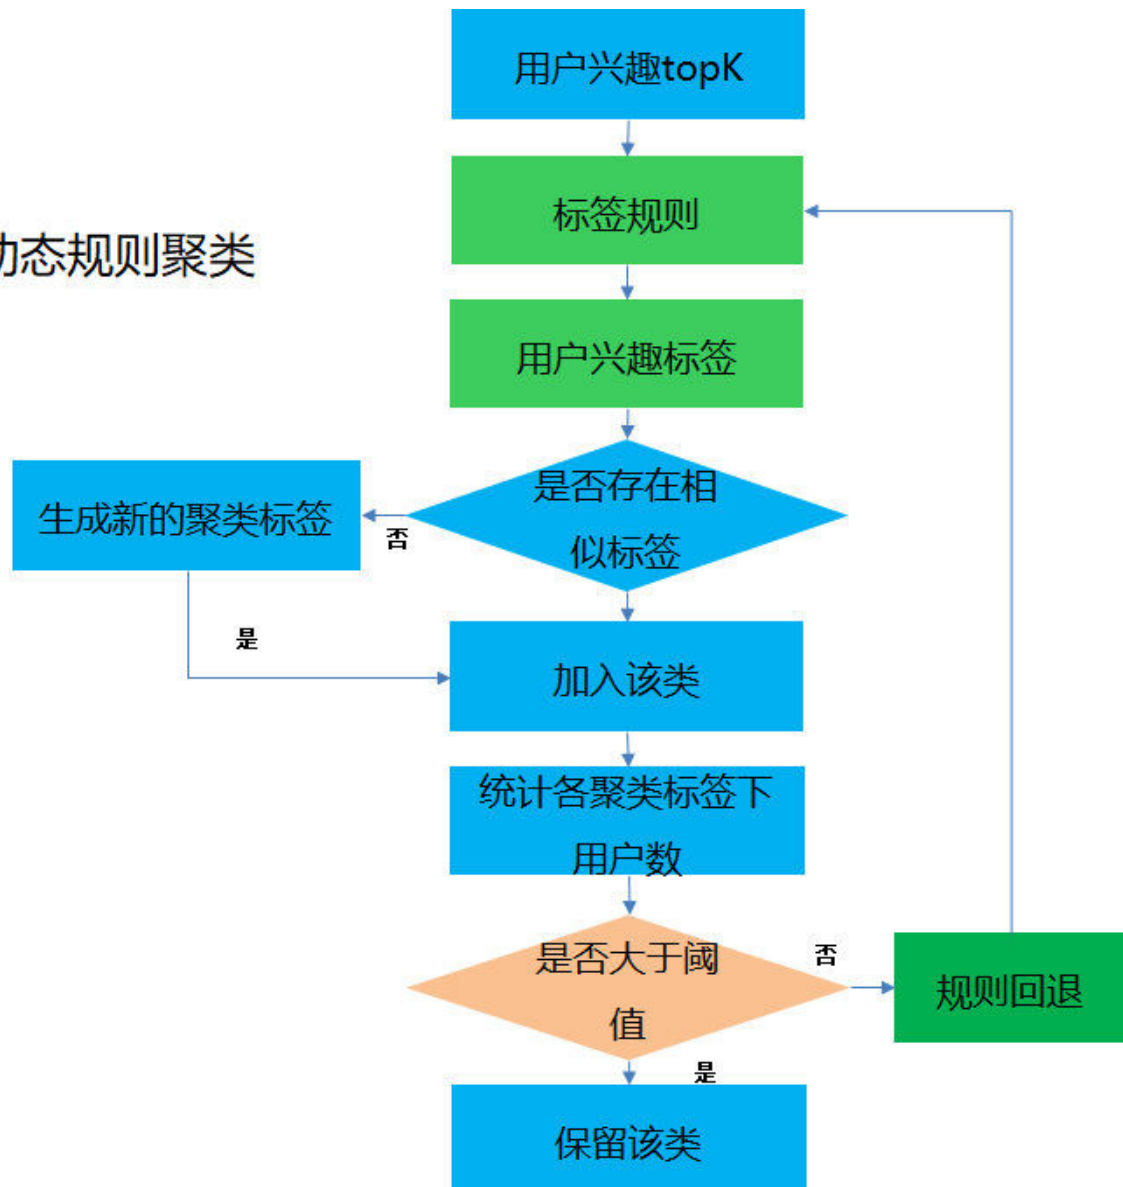 用户兴趣topK
标签规则
动态规则聚类
用户兴趣标签
是否存在相
似标签
生成新的聚类标签
否
是
加入该类
统计各聚类标签下
用户数
是否大于阈
值
否
规则回退
是
保留该类